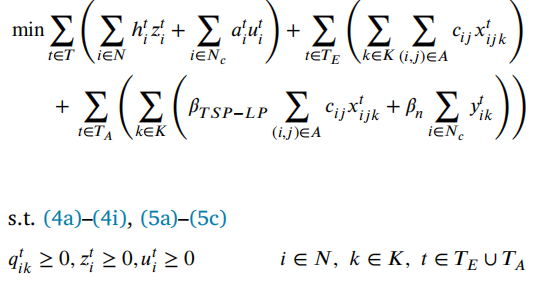 min ∑_{t∈T} ( ∑_{i∈N} h_i^t z_i^t + ∑_{i∈N_c} a_i^t u_i^t ) + ∑_{t∈T_E} ( ∑_{k∈K} ∑_{(i,j)∈A} c_{ij} x_{ijk}^t )
+ ∑_{t∈T_A} ( ∑_{k∈K} ( β_{TSP−LP} ∑_{(i,j)∈A} c_{ij} x_{ijk}^t + β_n ∑_{i∈N_c} y_{ik}^t ) )
s.t. (4a)–(4i), (5a)–(5c)
q_{ik}^t ≥ 0, z_i^t ≥ 0, u_i^t ≥ 0 i ∈ N, k ∈ K, t ∈ T_E ∪ T_A